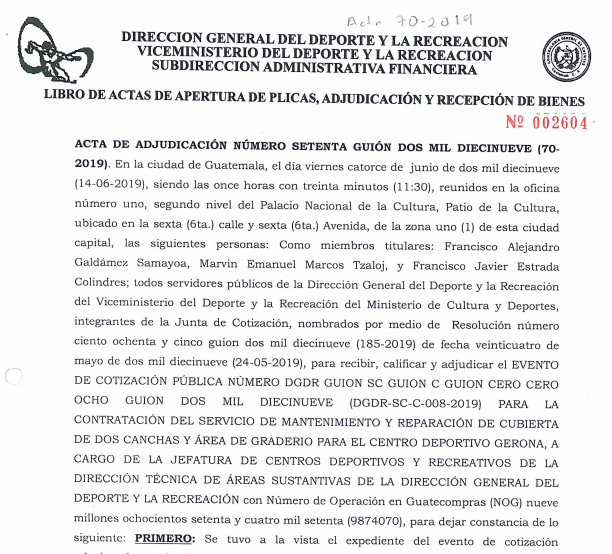 Acta 70-2019
DIRECCION GENERAL DEL DEPORTE Y LA RECREACION
VICEMINISTERIO DEL DEPORTE Y LA RECREACION
SUBDIRECCION ADMINISTRATIVA FINANCIERA
LIBRO DE ACTAS DE APERTURA DE PLICAS, ADJUDICACIÓN Y RECEPCIÓN DE BIENES
Nº 002604
ACTA DE ADJUDICACIÓN NÚMERO SETENTA GUIÓN DOS MIL DIECINUEVE (70-
2019). En la ciudad de Guatemala, el día viernes catorce de junio de dos mil diecinueve
(14-06-2019), siendo las once horas con treinta minutos (11:30), reunidos en la oficina
número uno, segundo nivel del Palacio Nacional de la Cultura, Patio de la Cultura,
ubicado en la sexta (6ta.) calle y sexta (6ta.) Avenida, de la zona uno (1) de esta ciudad
capital, las siguientes personas: Como miembros titulares: Francisco Alejandro
Galdámez Samayoa, Marvin Emanuel Marcos Tzaloj, y Francisco Javier Estrada
Colindres; todos servidores públicos de la Dirección General del Deporte y la Recreación
del Viceministerio del Deporte y la Recreación del Ministerio de Cultura y Deportes,
integrantes de la Junta de Cotización, nombrados por medio de Resolución número
ciento ochenta y cinco guion dos mil diecinueve (185-2019) de fecha veinticuatro de
mayo de dos mil diecinueve (24-05-2019), para recibir, calificar y adjudicar el EVENTO
DE COTIZACIÓN PÚBLICA NÚMERO DGDR GUION SC GUION C GUION CERO CERO
OCHO GUION DOS MIL DIECINUEVE (DGDR-SC-C-008-2019) PARA LA
CONTRATACIÓN DEL SERVICIO DE MANTENIMIENTO Y REPARACIÓN DE CUBIERTA
DE DOS CANCHAS Y ÁREA DE GRADERIO PARA EL CENTRO DEPORTIVO GERONA, A
CARGO DE LA JEFATURA DE CENTROS DEPORTIVOS Y RECREATIVOS DE LA
DIRECCIÓN TÉCNICA DE ÁREAS SUSTANTIVAS DE LA DIRECCIÓN GENERAL DEL
DEPORTE Y LA RECREACIÓN con Número de Operación en Guatecompras (NOG) nueve
millones ochocientos setenta y cuatro mil setenta (9874070), para dejar constancia de lo
siguiente: PRIMERO: Se tuvo a la vista el expediente del evento de cotización